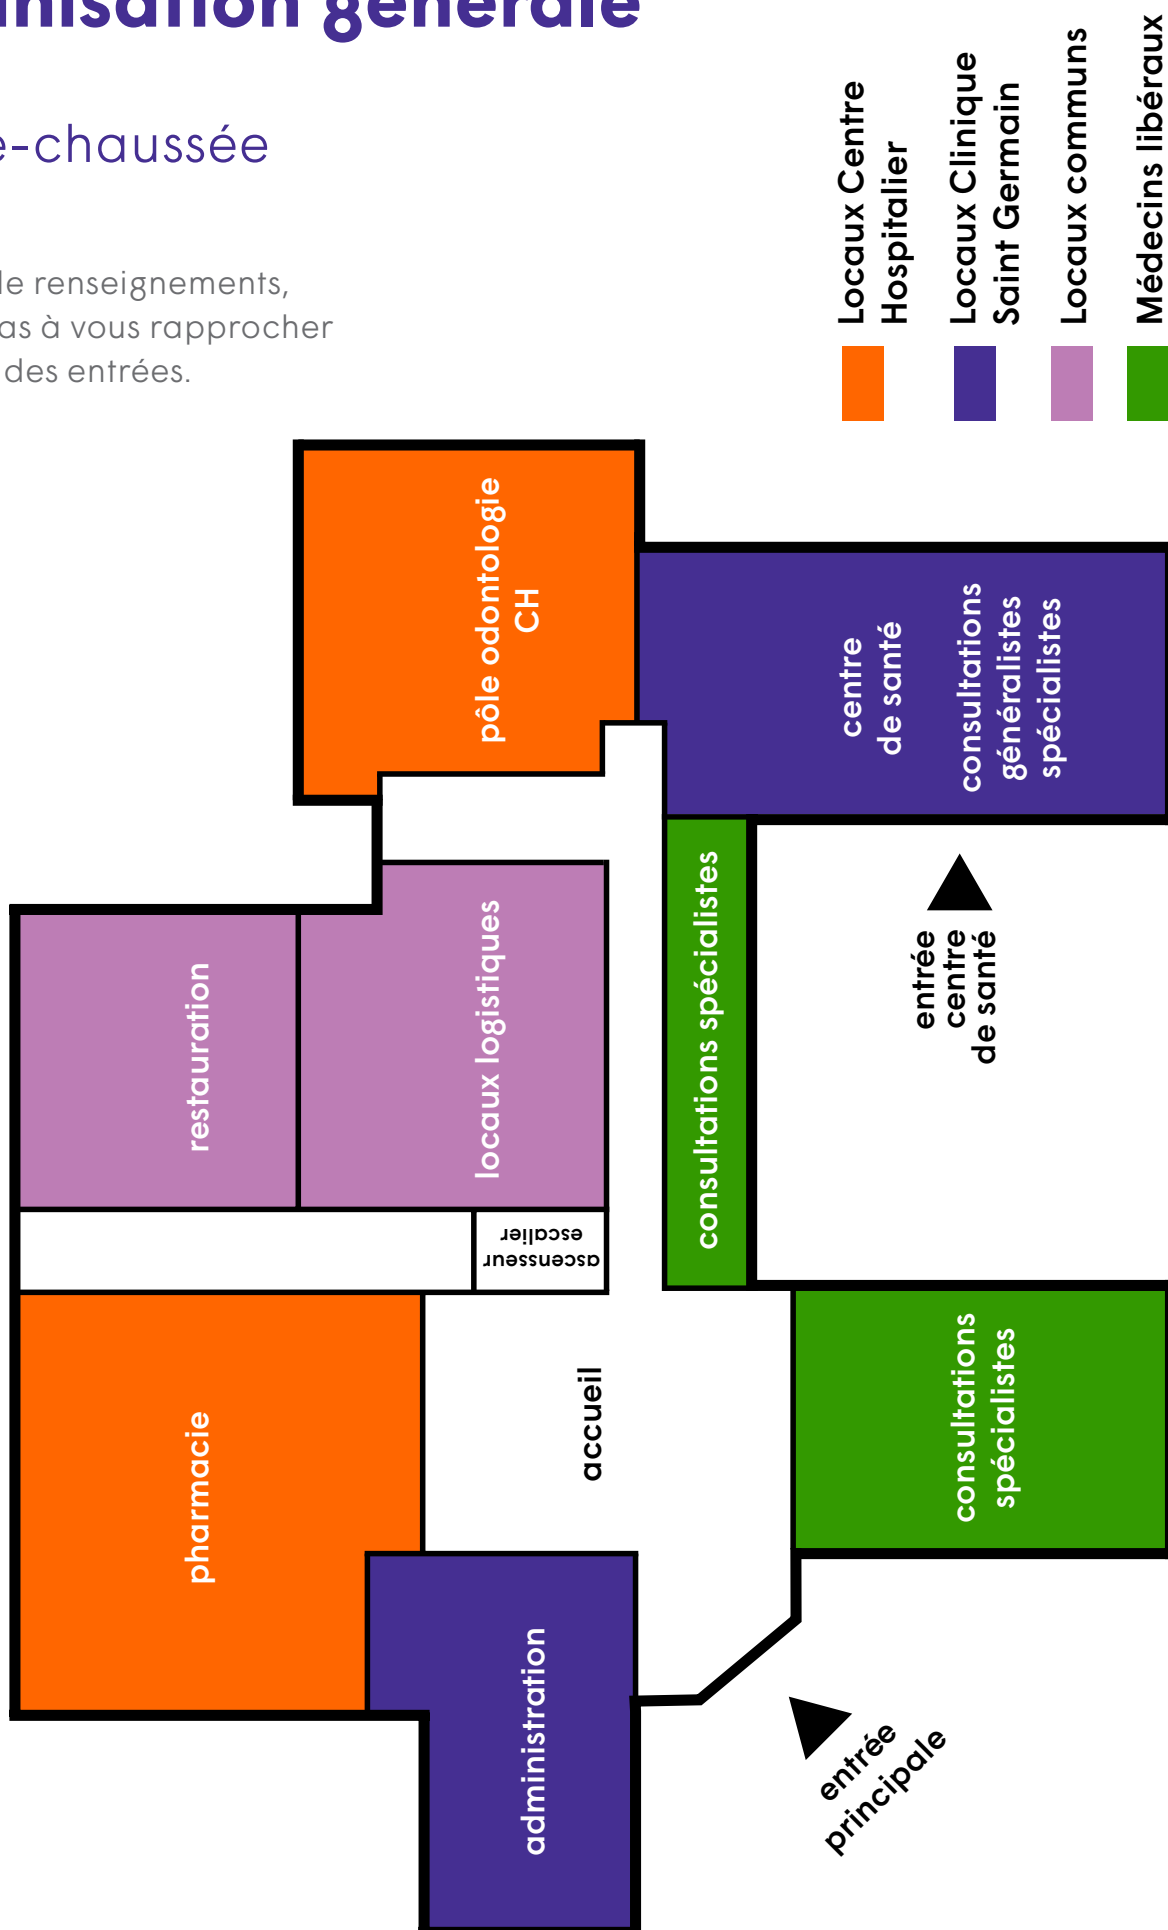 nisation générale
e-chaussée
de renseignements,
as à vous rapprocher
des entrées.
Locaux Centre
Hospitalier
Locaux Clinique
Saint Germain
Locaux communs
Médecins libéraux
pôle odontologie
CH
centre
de santé
consultations
généralistes
spécialistes
restauration
locaux logistiques
consultations spécialistes
entrée
centre
de santé
ascensseur
escalier
pharmacie
accueil
consultations
spécialistes
administration
entrée
principale